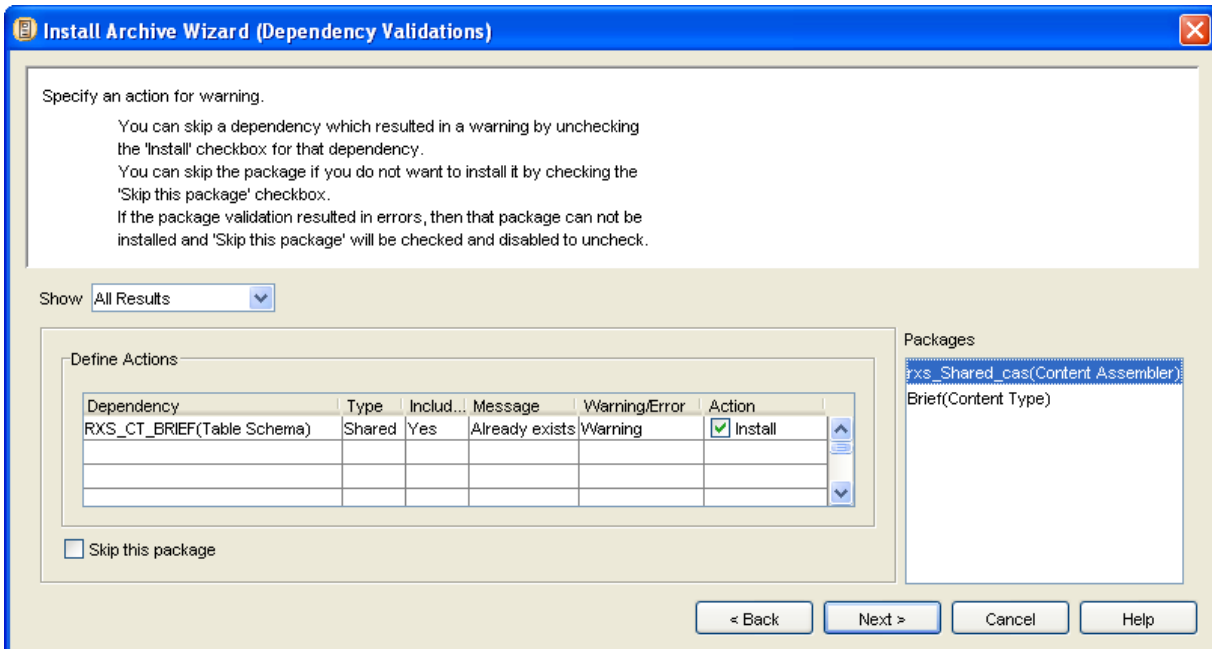 Install Archive Wizard (Dependency Validations)
Specify an action for warning.
You can skip a dependency which resulted in a warning by unchecking
the 'Install' checkbox for that dependency.
You can skip the package if you do not want to install it by checking the
'Skip this package' checkbox.
If the package validation resulted in errors, then that package can not be
installed and 'Skip this package' will be checked and disabled to uncheck.
Show All Results
Define Actions
Dependency Type Includ... Message Warning/Error Action
RXS_CT_BRIEF(Table Schema) Shared Yes Already exists Warning Install
Skip this package
Packages
rxs_Shared_cas(Content Assembler)
Brief(Content Type)
< Back Next > Cancel Help